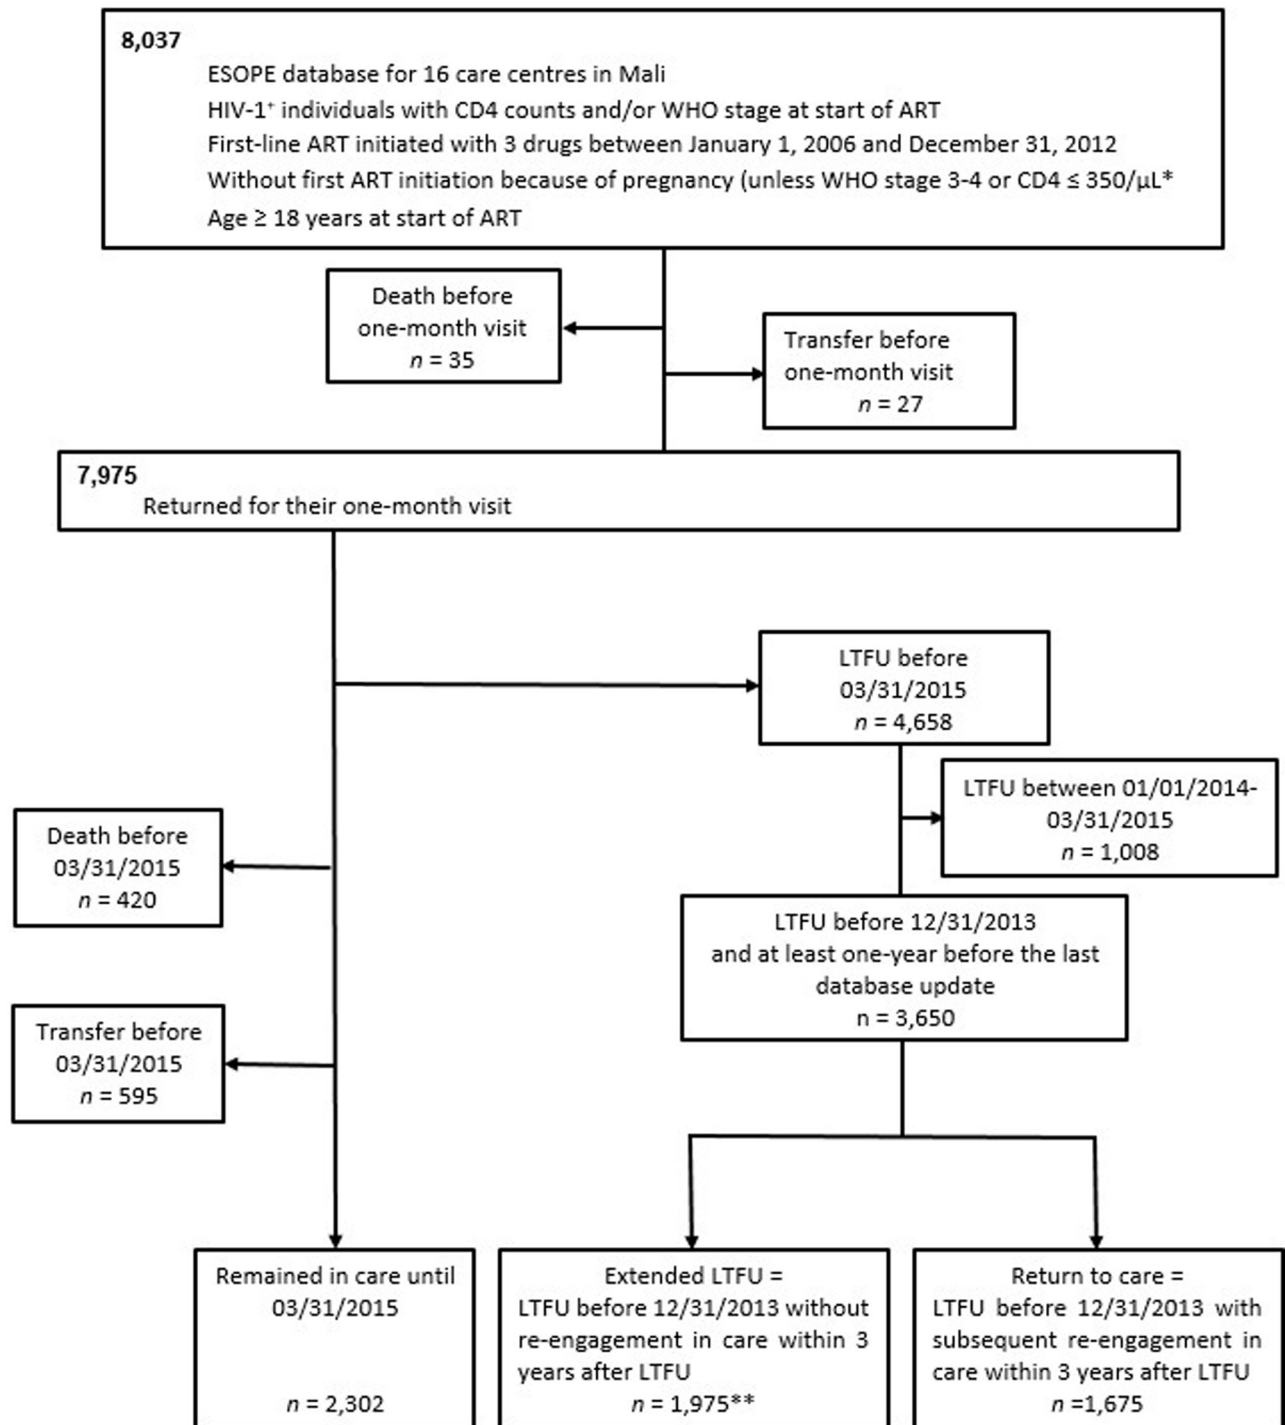 8,037
ESOPE database for 16 care centres in Mali
HIV-1⁺ individuals with CD4 counts and/or WHO stage at start of ART
First-line ART initiated with 3 drugs between January 1, 2006 and December 31, 2012
Without first ART initiation because of pregnancy (unless WHO stage 3-4 or CD4 ≤ 350/µL*
Age ≥ 18 years at start of ART
Death before
one-month visit
n = 35
Transfer before
one-month visit
n = 27
7,975
Returned for their one-month visit
LTFU before
03/31/2015
n = 4,658
LTFU between 01/01/2014-
03/31/2015
n = 1,008
Death before
03/31/2015
n = 420
LTFU before 12/31/2013
and at least one-year before the last
database update
n = 3,650
Transfer before
03/31/2015
n = 595
Remained in care until
03/31/2015
n = 2,302
Extended LTFU =
LTFU before 12/31/2013 without
re-engagement in care within 3
years after LTFU
n = 1,975**
Return to care =
LTFU before 12/31/2013 with
subsequent re-engagement in
care within 3 years after LTFU
n =1,675